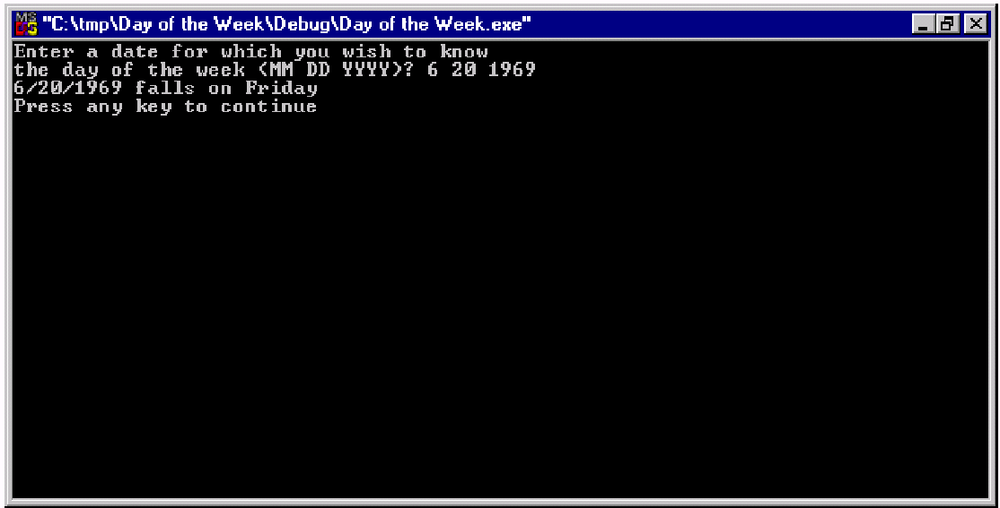 MS
DS
"C:\tmp\Day of the Week\Debug\Day of the Week.exe"
Enter a date for which you wish to know
the day of the week (MM DD YYYY)? 6 20 1969
6/20/1969 falls on Friday
Press any key to continue